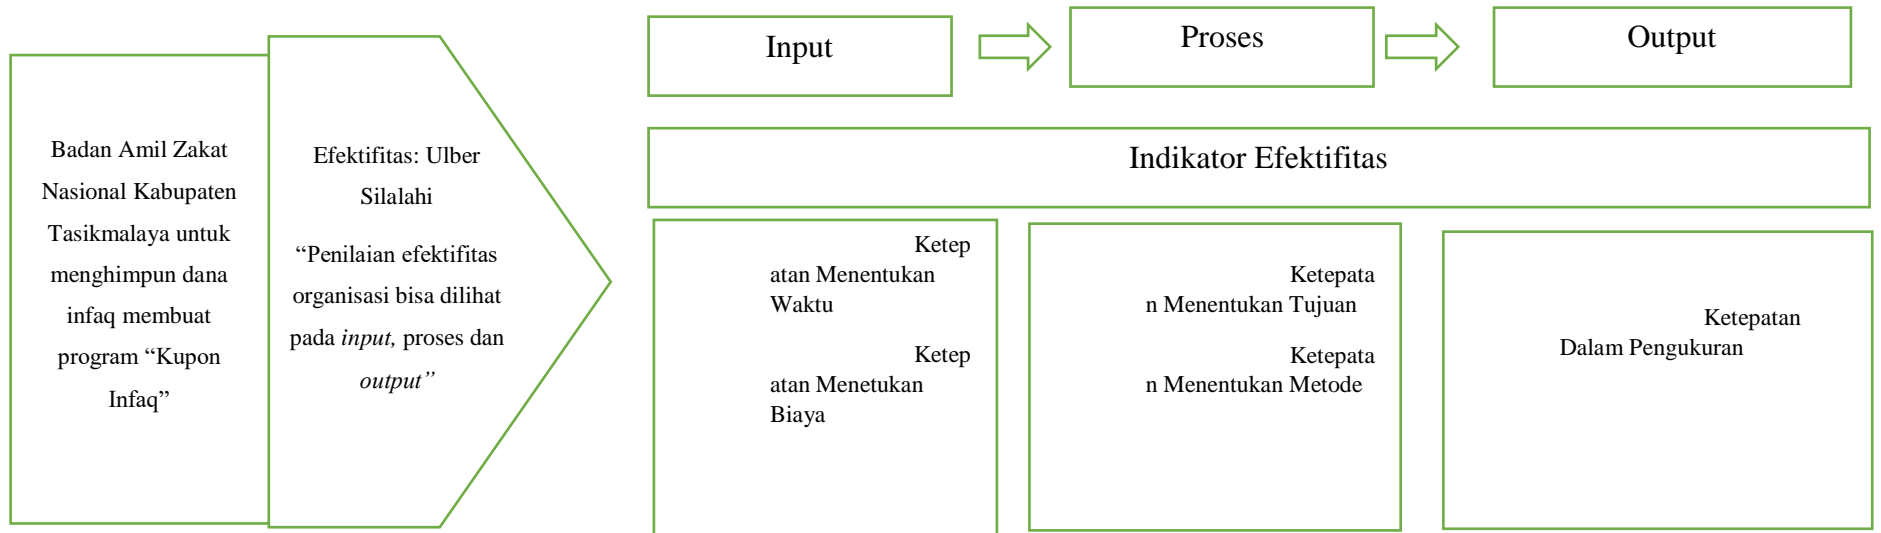 Badan Amil Zakat
Nasional Kabupaten
Tasikmalaya untuk
menghimpun dana
infaq membuat
program “Kupon
Infaq”
Efektifitas: Ulber
Silalahi
“Penilaian efektifitas
organisasi bisa dilihat
pada input, proses dan
output”
Input
Proses
Output
Indikator Efektifitas
Ketep
atan Menentukan
Waktu
Ketep
atan Menetukan
Biaya
Ketepata
n Menentukan Tujuan
Ketepata
n Menentukan Metode
Ketepatan
Dalam Pengukuran